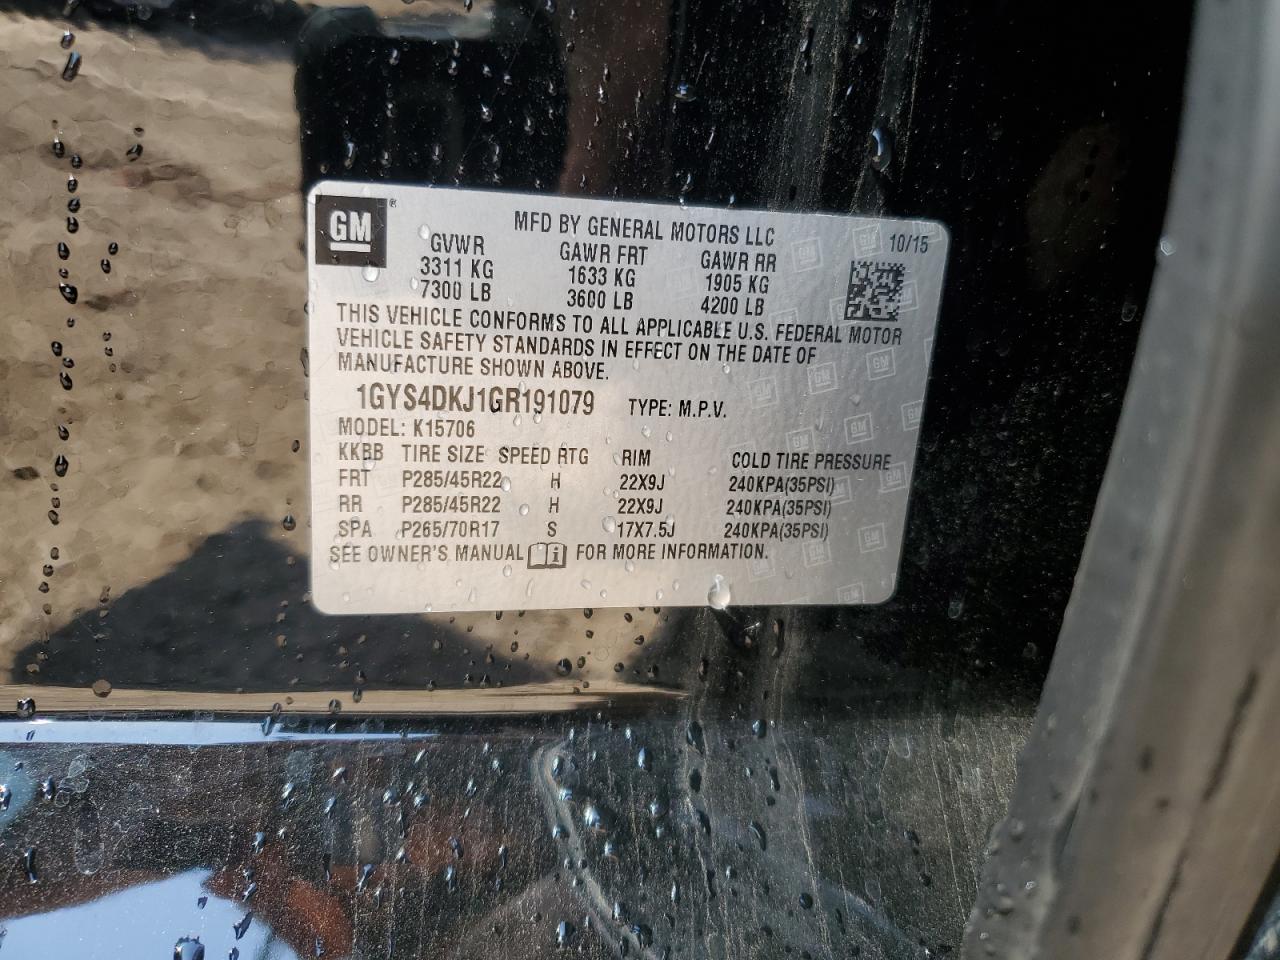 GM®
MFD BY GENERAL MOTORS LLC 10/15
GVWR GAWR FRT GAWR RR
3311 KG 1633 KG 1905 KG
7300 LB 3600 LB 4200 LB
THIS VEHICLE CONFORMS TO ALL APPLICABLE U.S. FEDERAL MOTOR
VEHICLE SAFETY STANDARDS IN EFFECT ON THE DATE OF
MANUFACTURE SHOWN ABOVE.
1GYS4DKJ1GR191079 TYPE: M.P.V.
MODEL: K15706
KKBB TIRE SIZE SPEED RTG RIM COLD TIRE PRESSURE
FRT P285/45R22 H 22X9J 240KPA(35PSI)
RR P285/45R22 H 22X9J 240KPA(35PSI)
SPA P265/70R17 S 17X7.5J 240KPA(35PSI)
SEE OWNER'S MANUAL i FOR MORE INFORMATION.